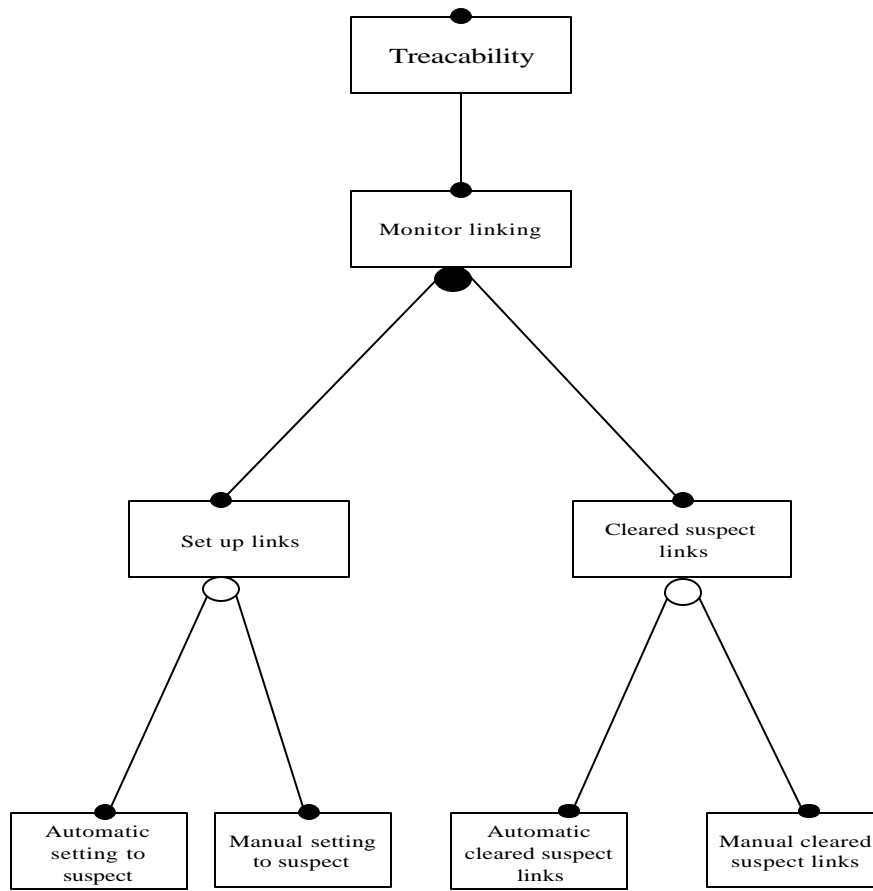 Treacability
Monitor linking
Set up links
Cleared suspect
links
Automatic
setting to
suspect
Manual setting
to suspect
Automatic
cleared suspect
links
Manual cleared
suspect links